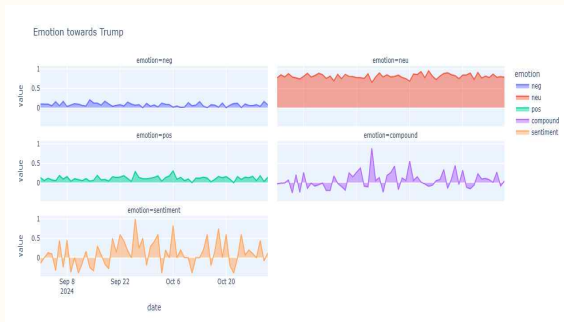 Emotion towards Trump
emotion=neg
emotion=neu
value
1
0.5
0
emotion
neg
neu
pos
compound
sentiment
emotion=pos
emotion=compound
value
1
0.5
0
emotion=sentiment
value
1
0.5
0
Sep 8
2024
Sep 22
Oct 6
Oct 20
date